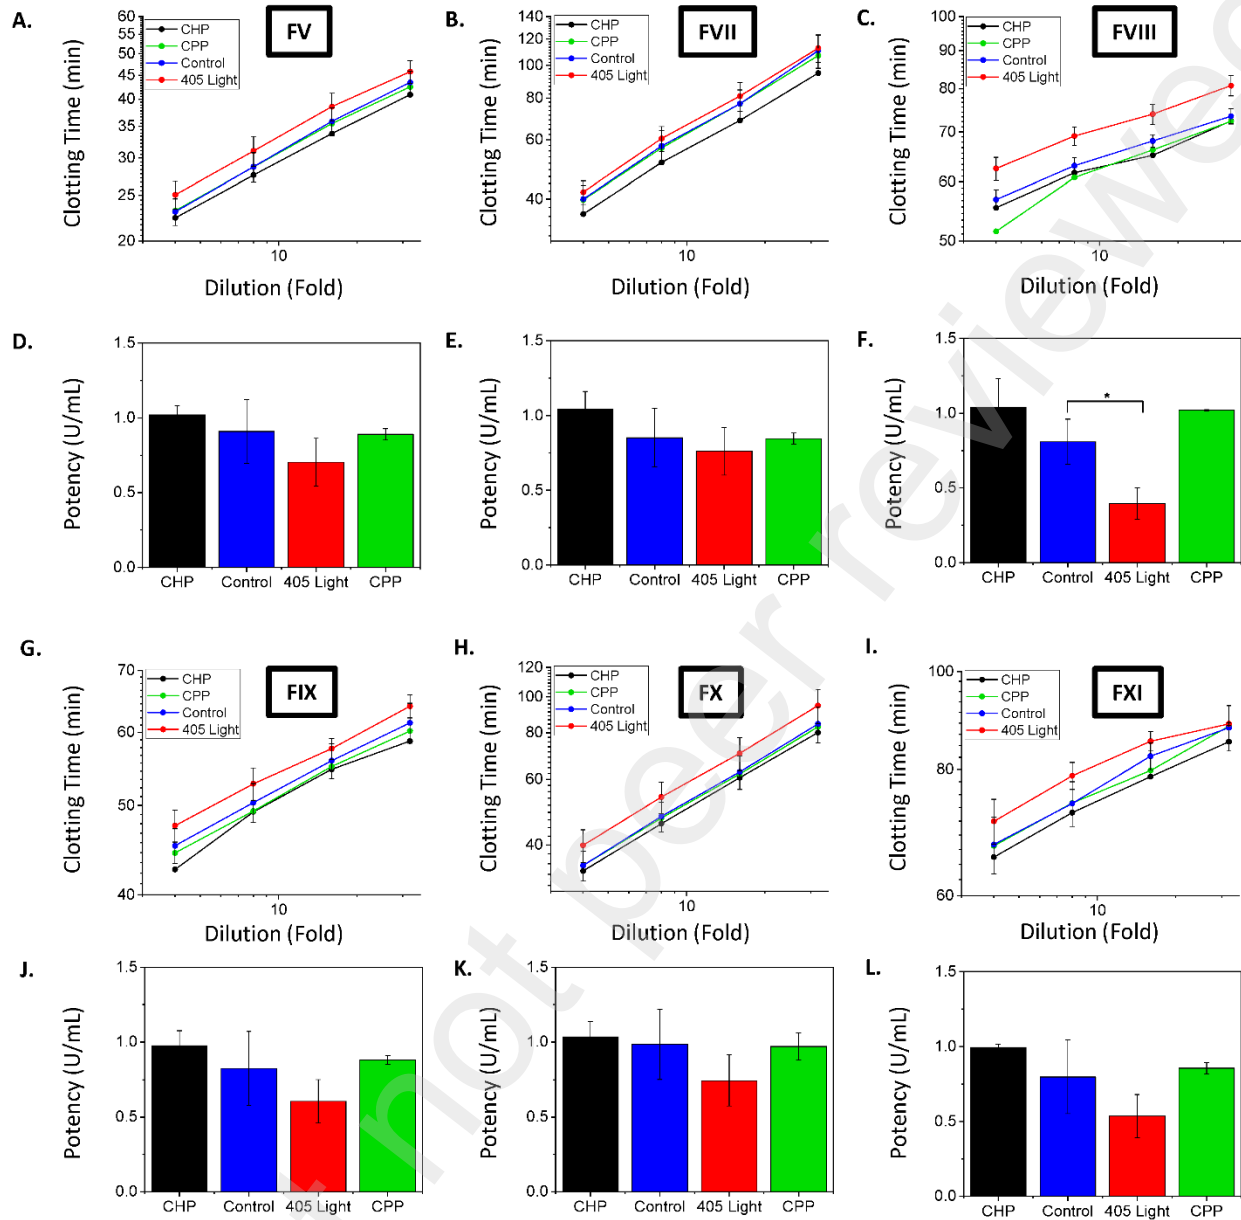 A.
FV
CHP
CPP
Control
405 Light
Clotting Time (min)
60
55
50
45
40
35
30
25
20
10
Dilution (Fold)
B.
FVII
CHP
CPP
Control
405 Light
Clotting Time (min)
140
120
100
80
60
40
10
Dilution (Fold)
C.
FVIII
CHP
CPP
Control
405 Light
Clotting Time (min)
100
90
80
70
60
50
10
Dilution (Fold)
D.
Potency (U/mL)
1.5
1.0
0.5
0.0
CHP Control 405 Light CPP
E.
Potency (U/mL)
1.5
1.0
0.5
0.0
CHP Control 405 Light CPP
F.
Potency (U/mL)
1.5
1.0
0.5
0.0
*
CHP Control 405 Light CPP
G.
FIX
CHP
CPP
Control
405 Light
Clotting Time (min)
70
60
50
40
10
Dilution (Fold)
H.
FX
CHP
CPP
Control
405 Light
Clotting Time (min)
120
100
80
60
40
10
Dilution (Fold)
I.
FXI
CHP
CPP
Control
405 Light
Clotting Time (min)
100
80
60
10
Dilution (Fold)
J.
Potency (U/mL)
1.5
1.0
0.5
0.0
CHP Control 405 Light CPP
K.
Potency (U/mL)
1.5
1.0
0.5
0.0
CHP Control 405 Light CPP
L.
Potency (U/mL)
1.5
1.0
0.5
0.0
CHP Control 405 Light CPP
not peer reviewed